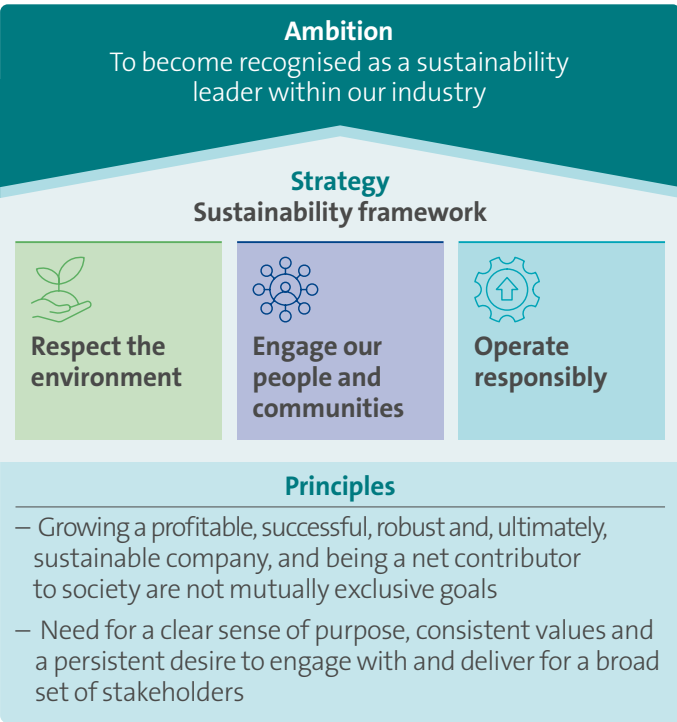 Ambition
To become recognised as a sustainability
leader within our industry
Strategy
Sustainability framework
Respect the
environment
Engage our
people and
communities
Operate
responsibly
Principles
– Growing a profitable, successful, robust and, ultimately,
sustainable company, and being a net contributor
to society are not mutually exclusive goals
– Need for a clear sense of purpose, consistent values and
a persistent desire to engage with and deliver for a broad
set of stakeholders